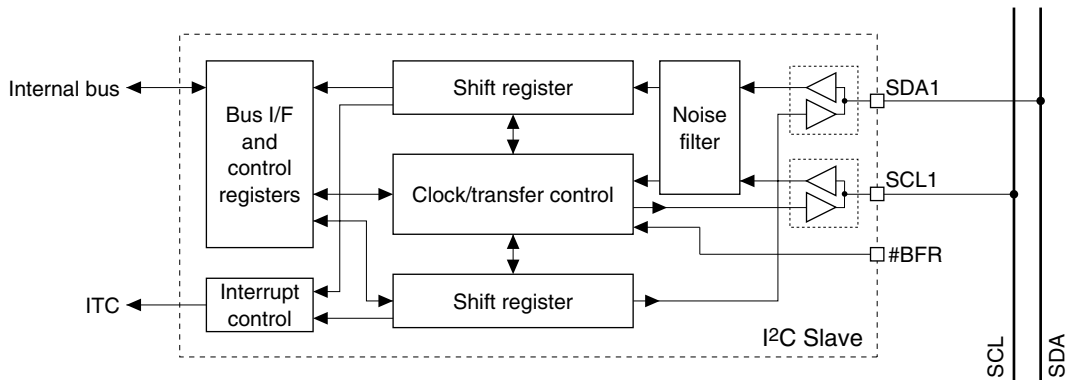 Internal bus
Bus I/F
and
control
registers
Shift register
Noise
filter
SDA1
Clock/transfer control
SCL1
#BFR
ITC
Interrupt
control
Shift register
I2C Slave
SCL
SDA